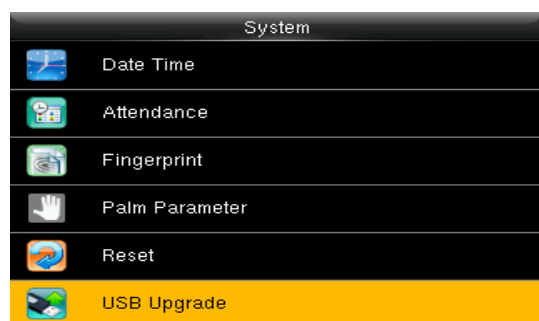 System
Date Time
Attendance
Fingerprint
Palm Parameter
Reset
USB Upgrade